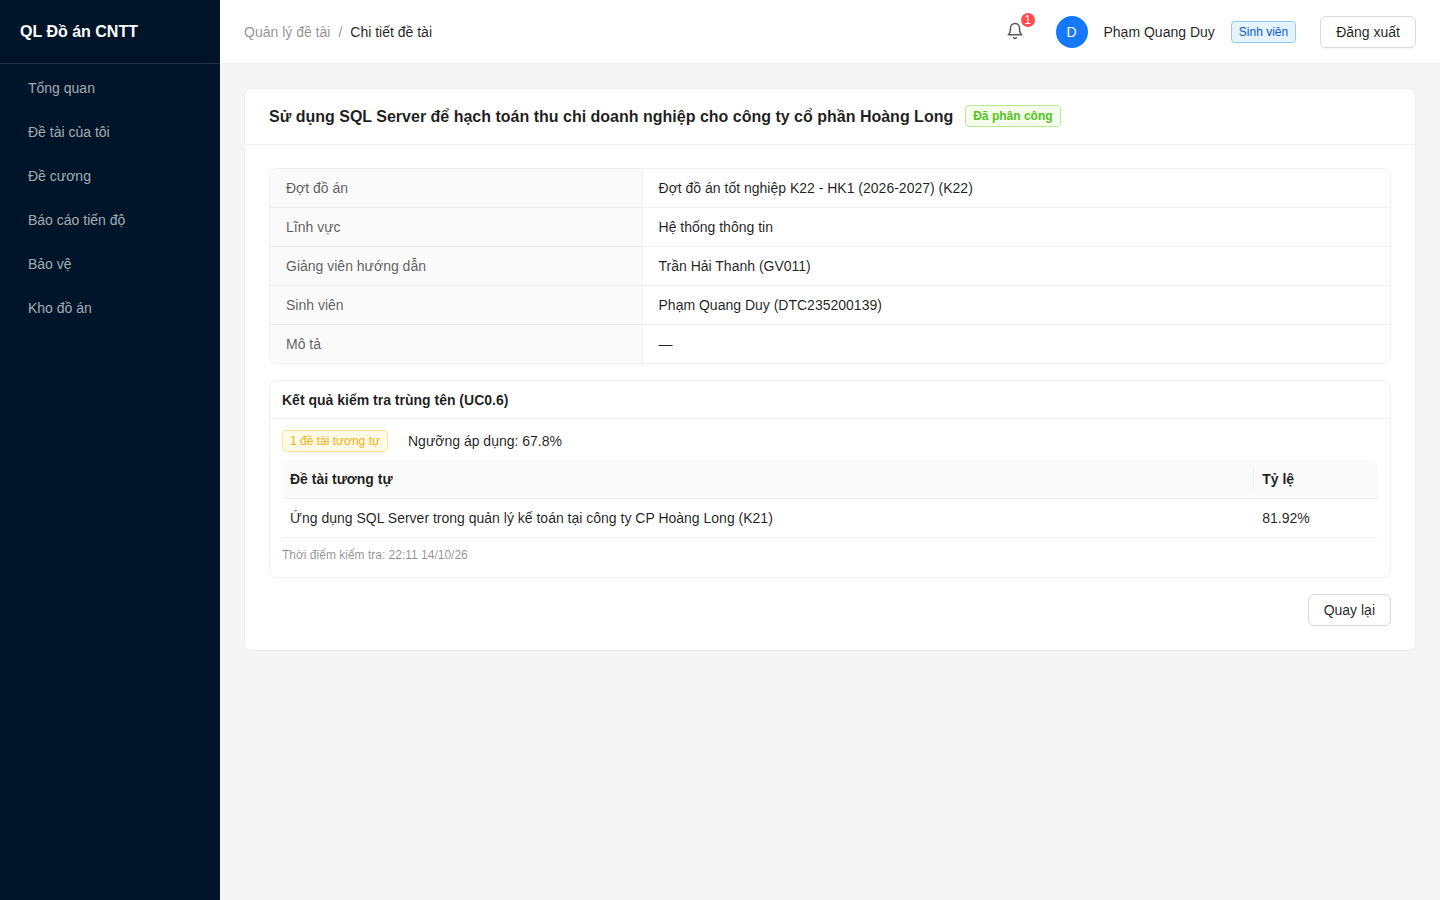 QL Đồ án CNTT
Tổng quan
Đề tài của tôi
Đề cương
Báo cáo tiến độ
Bảo vệ
Kho đồ án
Quản lý đề tài / Chi tiết đề tài
1
D
Phạm Quang Duy
Sinh viên
Đăng xuất
Sử dụng SQL Server để hạch toán thu chi doanh nghiệp cho công ty cổ phần Hoàng Long Đã phân công
Đợt đồ án Đợt đồ án tốt nghiệp K22 - HK1 (2026-2027) (K22)
Lĩnh vực Hệ thống thông tin
Giảng viên hướng dẫn Trần Hải Thanh (GV011)
Sinh viên Phạm Quang Duy (DTC235200139)
Mô tả —
Kết quả kiểm tra trùng tên (UC0.6)
1 đề tài tương tự Ngưỡng áp dụng: 67.8%
Đề tài tương tự Tỷ lệ
Ứng dụng SQL Server trong quản lý kế toán tại công ty CP Hoàng Long (K21) 81.92%
Thời điểm kiểm tra: 22:11 14/10/26
Quay lại